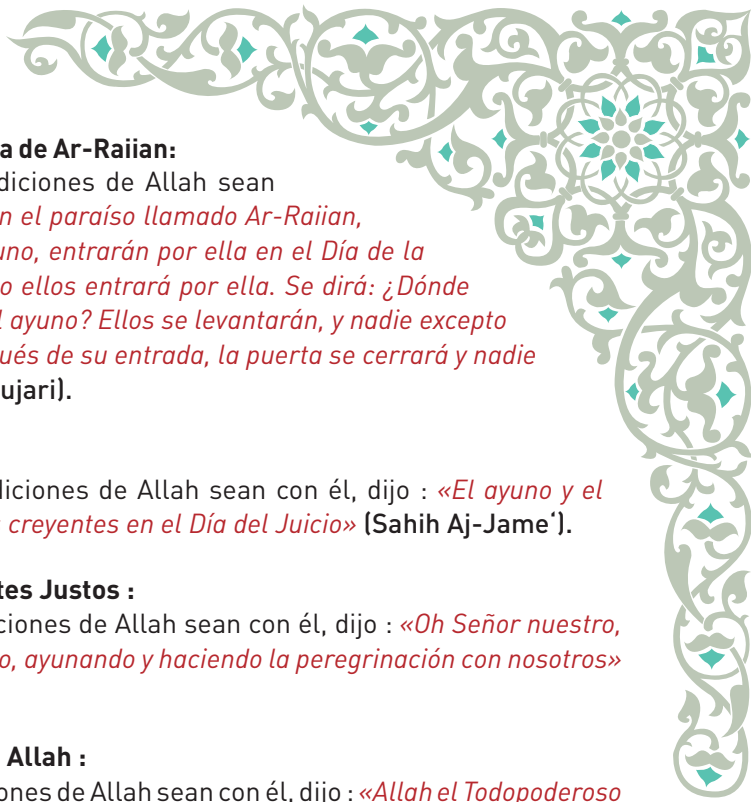 a de Ar-Raiian:
diciones de Allah sean
n el paraíso llamado Ar-Raiian,
uno, entrarán por ella en el Día de la
o ellos entrará por ella. Se dirá: ¿Dónde
l ayuno? Ellos se levantarán, y nadie excepto
ués de su entrada, la puerta se cerrará y nadie
ujari).
diciones de Allah sean con él, dijo : «El ayuno y el
creyentes en el Día del Juicio» (Sahih Aj-Jame‘).
tes Justos :
ciones de Allah sean con él, dijo : «Oh Señor nuestro,
o, ayunando y haciendo la peregrinación con nosotros»
Allah :
ones de Allah sean con él, dijo : «Allah el Todopoderoso